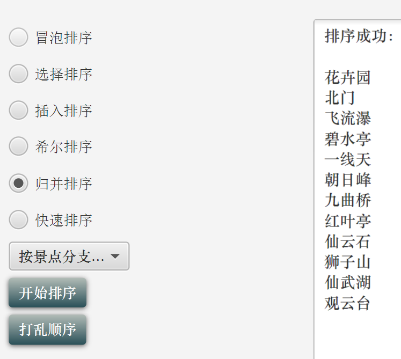 冒泡排序
选择排序
插入排序
希尔排序
归并排序
快速排序
按景点分支...
开始排序
打乱顺序
排序成功:
花卉园
北门
飞流瀑
碧水亭
一线天
朝日峰
九曲桥
红叶亭
仙云石
狮子山
仙武湖
观云台